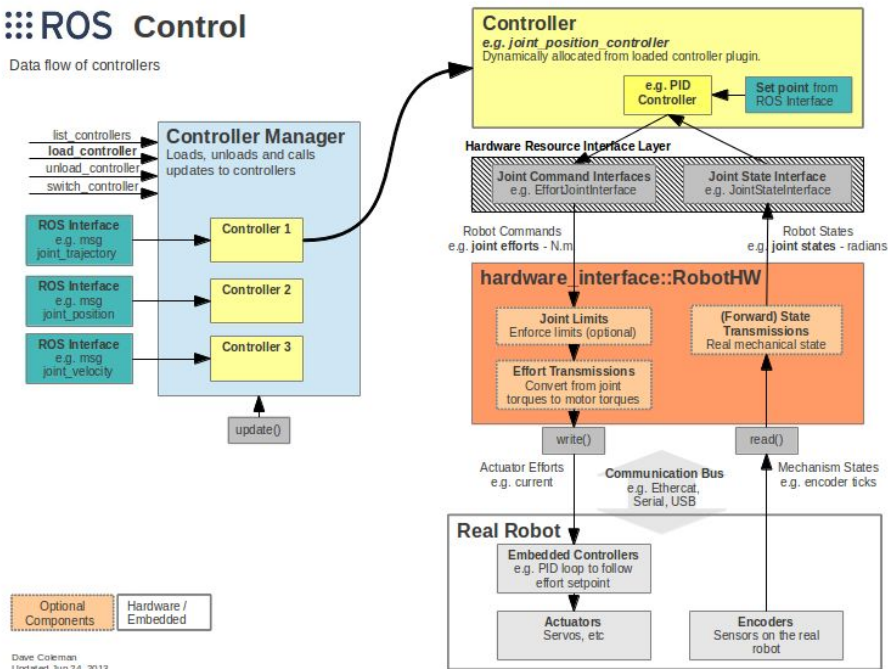 ROS Control
Data flow of controllers
list_controllers
load_controller
unload_controller
switch_controller
Controller Manager
Loads, unloads and calls
updates to controllers
ROS Interface
e.g. msg
joint_trajectory
Controller 1
ROS Interface
e.g. msg
joint_position
Controller 2
ROS Interface
e.g. msg
joint_velocity
Controller 3
update()
Controller
e.g. joint_position_controller
Dynamically allocated from loaded controller plugin.
e.g. PID
Controller
Set point from
ROS Interface
Hardware Resource Interface Layer
Joint Command Interfaces
e.g. EffortJointInterface
Joint State Interface
e.g. JointStateInterface
Robot Commands
e.g. joint efforts - N.m
Robot States
e.g. joint states - radians
hardware_interface::RobotHW
Joint Limits
Enforce limits (optional)
(Forward) State
Transmissions
Real mechanical state
Effort Transmissions
Convert from joint
torques to motor torques
write()
read()
Actuator Efforts
e.g. current
Communication Bus
e.g. Ethercat,
Serial, USB
Mechanism States
e.g. encoder ticks
Real Robot
Embedded Controllers
e.g. PID loop to follow
effort setpoint
Actuators
Servos, etc
Encoders
Sensors on the real
robot
Optional
Components
Hardware /
Embedded
Dave Coleman
Updated Jun 24, 2013